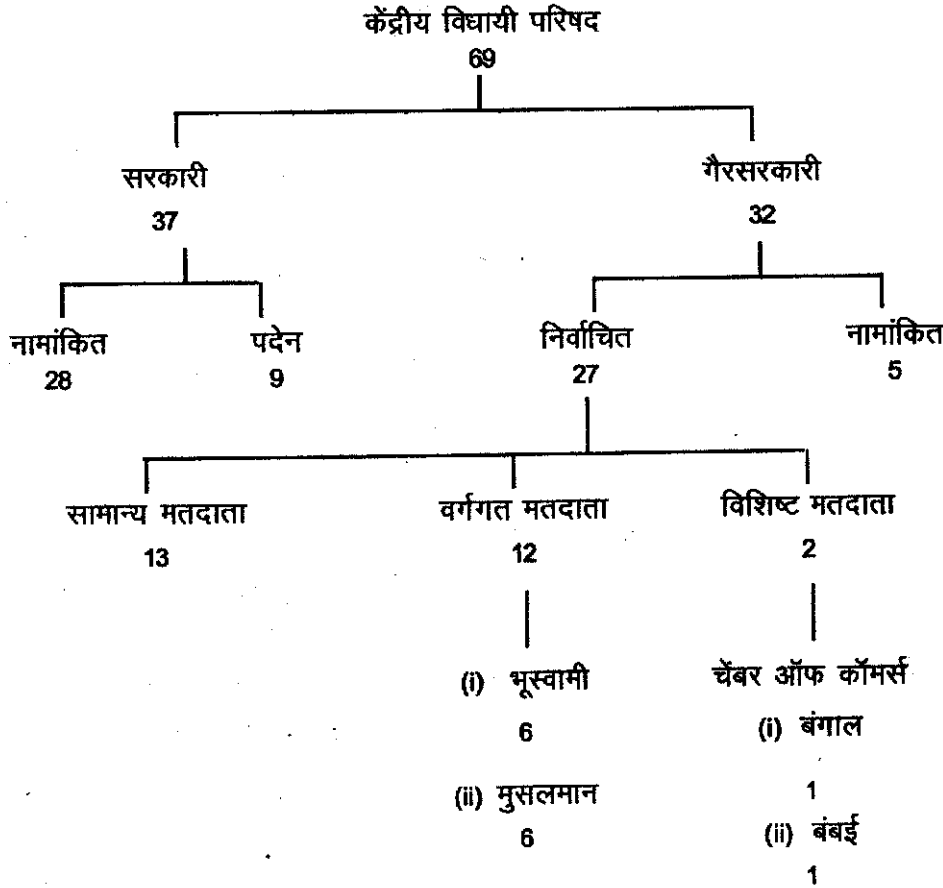 केंद्रीय विधायी परिषद
69
सरकारी गैरसरकारी
37 32
नामांकित पदेन निर्वाचित नामांकित
28 9 27 5
सामान्य मतदाता वर्गगत मतदाता विशिष्ट मतदाता
13 12 2
(i) भूस्वामी चेंबर ऑफ कॉमर्स
6 (i) बंगाल
(ii) मुसलमान 1
6 (ii) बंबई
1